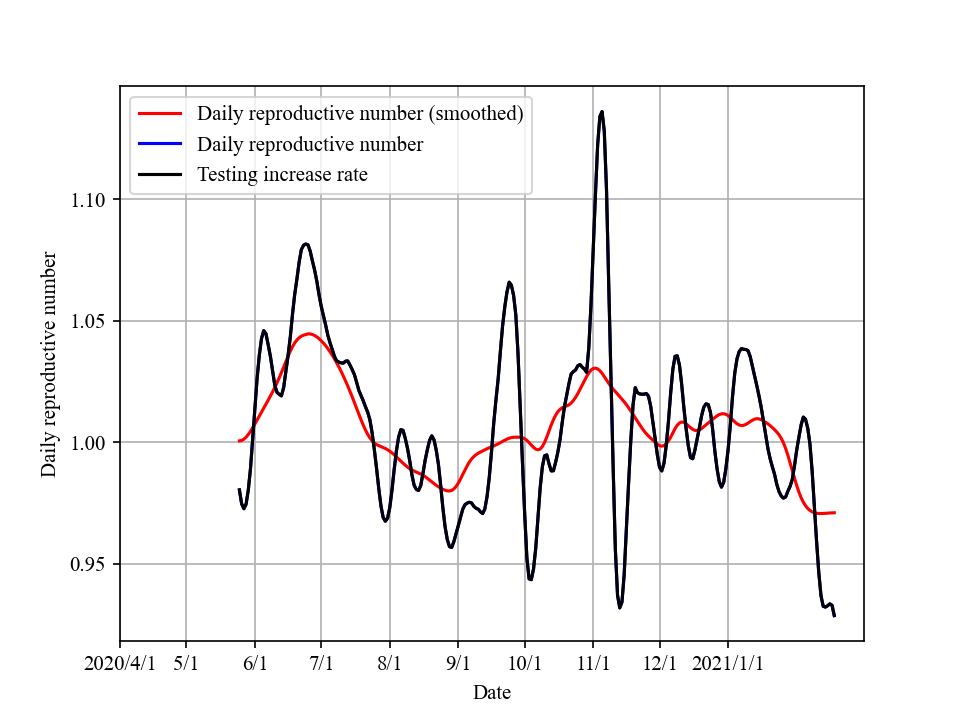 Daily reproductive number (smoothed)
Daily reproductive number
Testing increase rate
Daily reproductive number
1.10
1.05
1.00
0.95
2020/4/1 5/1 6/1 7/1 8/1 9/1 10/1 11/1 12/1 2021/1/1
Date